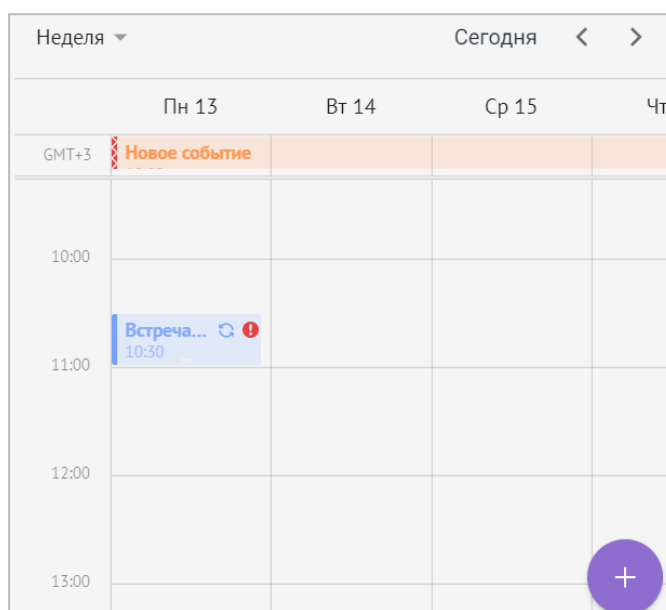 Неделя
Сегодня
Пн 13
Вт 14
Ср 15
Чт
GMT+3
Новое событие
10:00
Встреча...
10:30
11:00
12:00
13:00